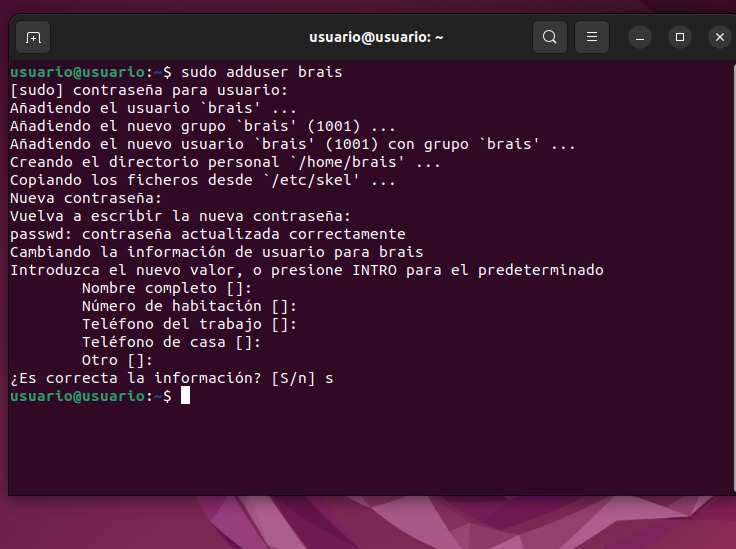 usuario@usuario: ~
usuario@usuario:~$ sudo adduser brais
[sudo] contraseña para usuario:
Añadiendo el usuario `brais' ...
Añadiendo el nuevo grupo `brais' (1001) ...
Añadiendo el nuevo usuario `brais' (1001) con grupo `brais' ...
Creando el directorio personal `/home/brais' ...
Copiando los ficheros desde `/etc/skel' ...
Nueva contraseña:
Vuelva a escribir la nueva contraseña:
passwd: contraseña actualizada correctamente
Cambiando la información de usuario para brais
Introduzca el nuevo valor, o presione INTRO para el predeterminado
Nombre completo []:
Número de habitación []:
Teléfono del trabajo []:
Teléfono de casa []:
Otro []:
¿Es correcta la información? [S/n] s
usuario@usuario:~$